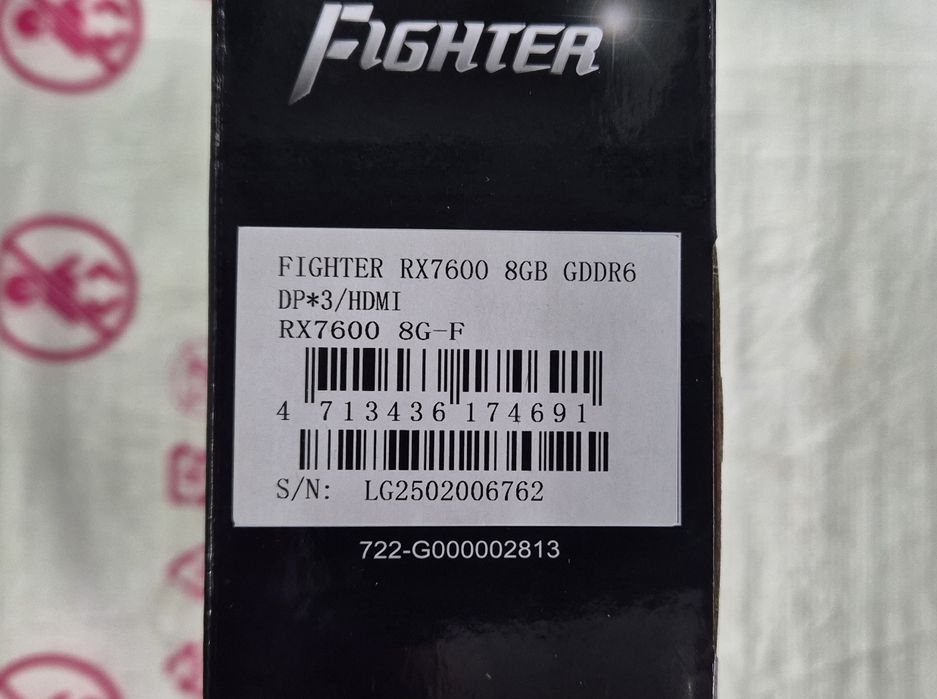 FIGHTER
FIGHTER RX7600 8GB GDDR6
DP*3/HDMI
RX7600 8G-F
4 713436 174691
S/N: LG2502006762
722-G000002813